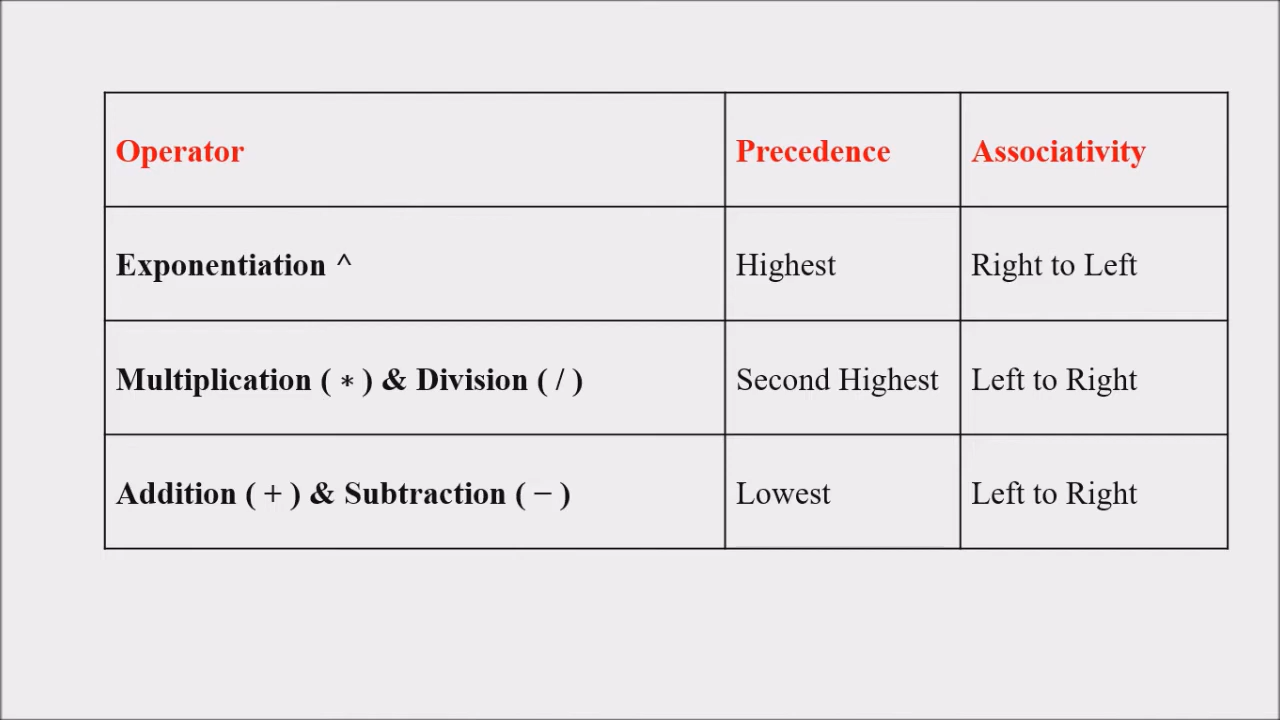 Operator Precedence Associativity
Exponentiation ^ Highest Right to Left
Multiplication ( * ) & Division ( / ) Second Highest Left to Right
Addition ( + ) & Subtraction ( − ) Lowest Left to Right